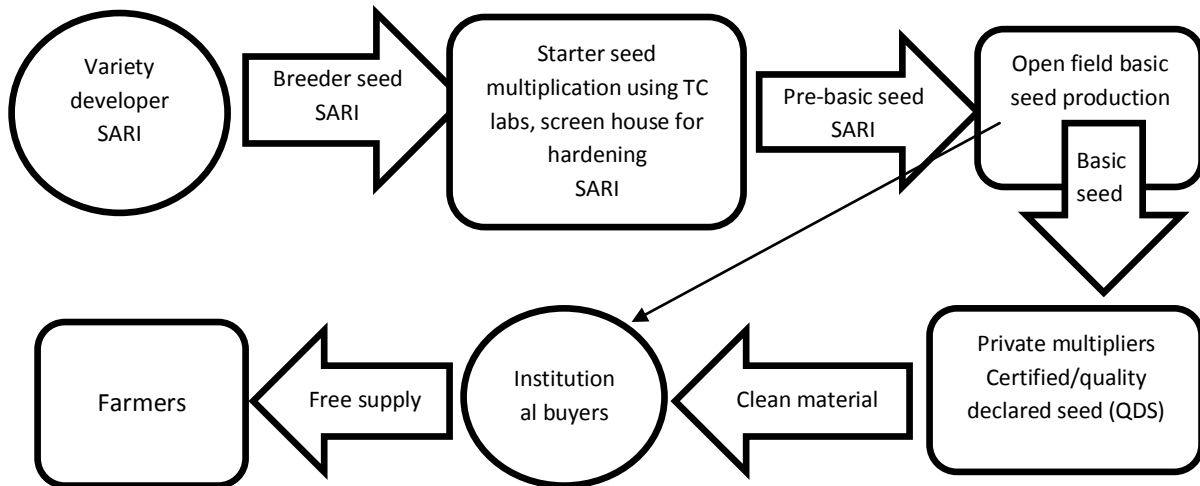 Variety
developer
SARI
Breeder seed
SARI
Starter seed
multiplication using TC
labs, screen house for
hardening
SARI
Pre-basic seed
SARI
Open field basic
seed production
Basic
seed
Private multipliers
Certified/quality
declared seed (QDS)
Clean material
Institution
al buyers
Free supply
Farmers